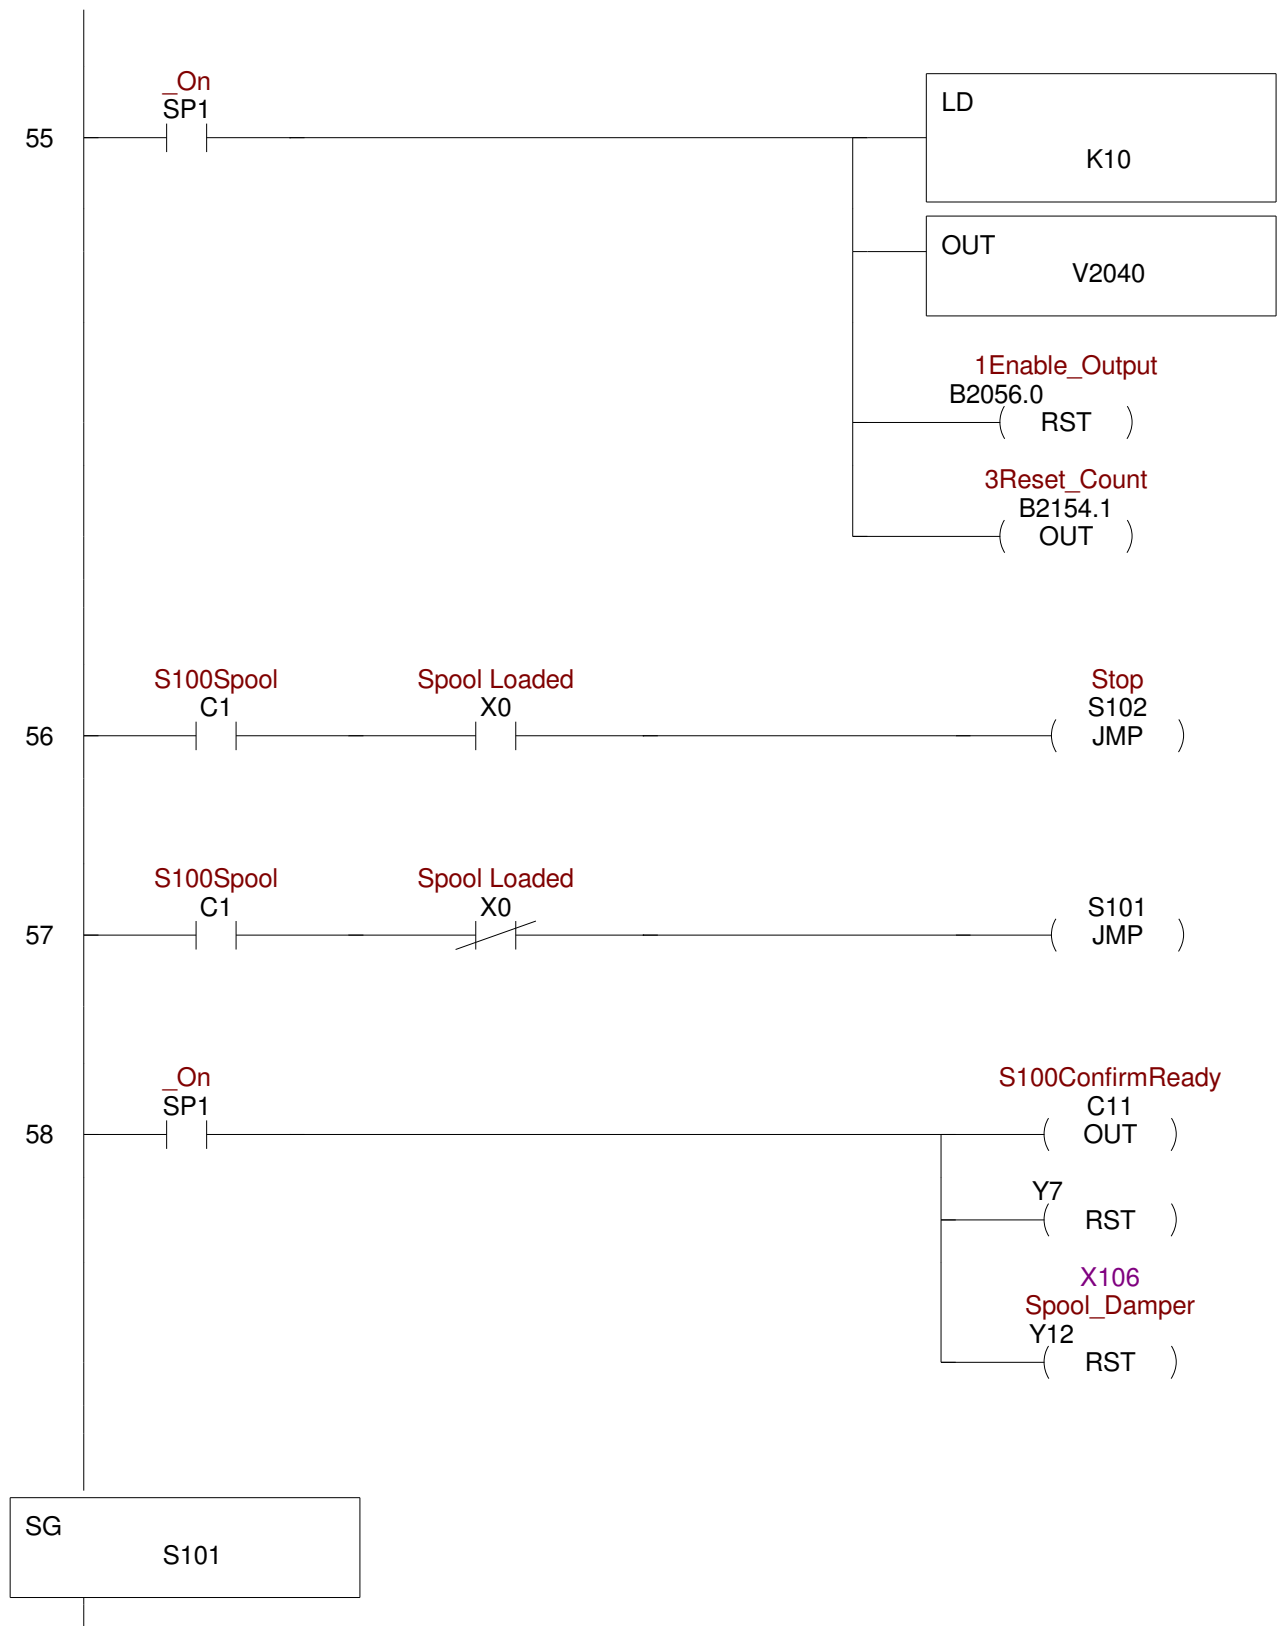 _On
SP1
55
LD
K10
OUT
V2040
1Enable_Output
B2056.0
RST
3Reset_Count
B2154.1
OUT
S100Spool
C1
Spool Loaded
X0
Stop
S102
JMP
56
S100Spool
C1
Spool Loaded
X0
S101
JMP
57
_On
SP1
58
S100ConfirmReady
C11
OUT
Y7
RST
X106
Spool_Damper
Y12
RST
SG
S101